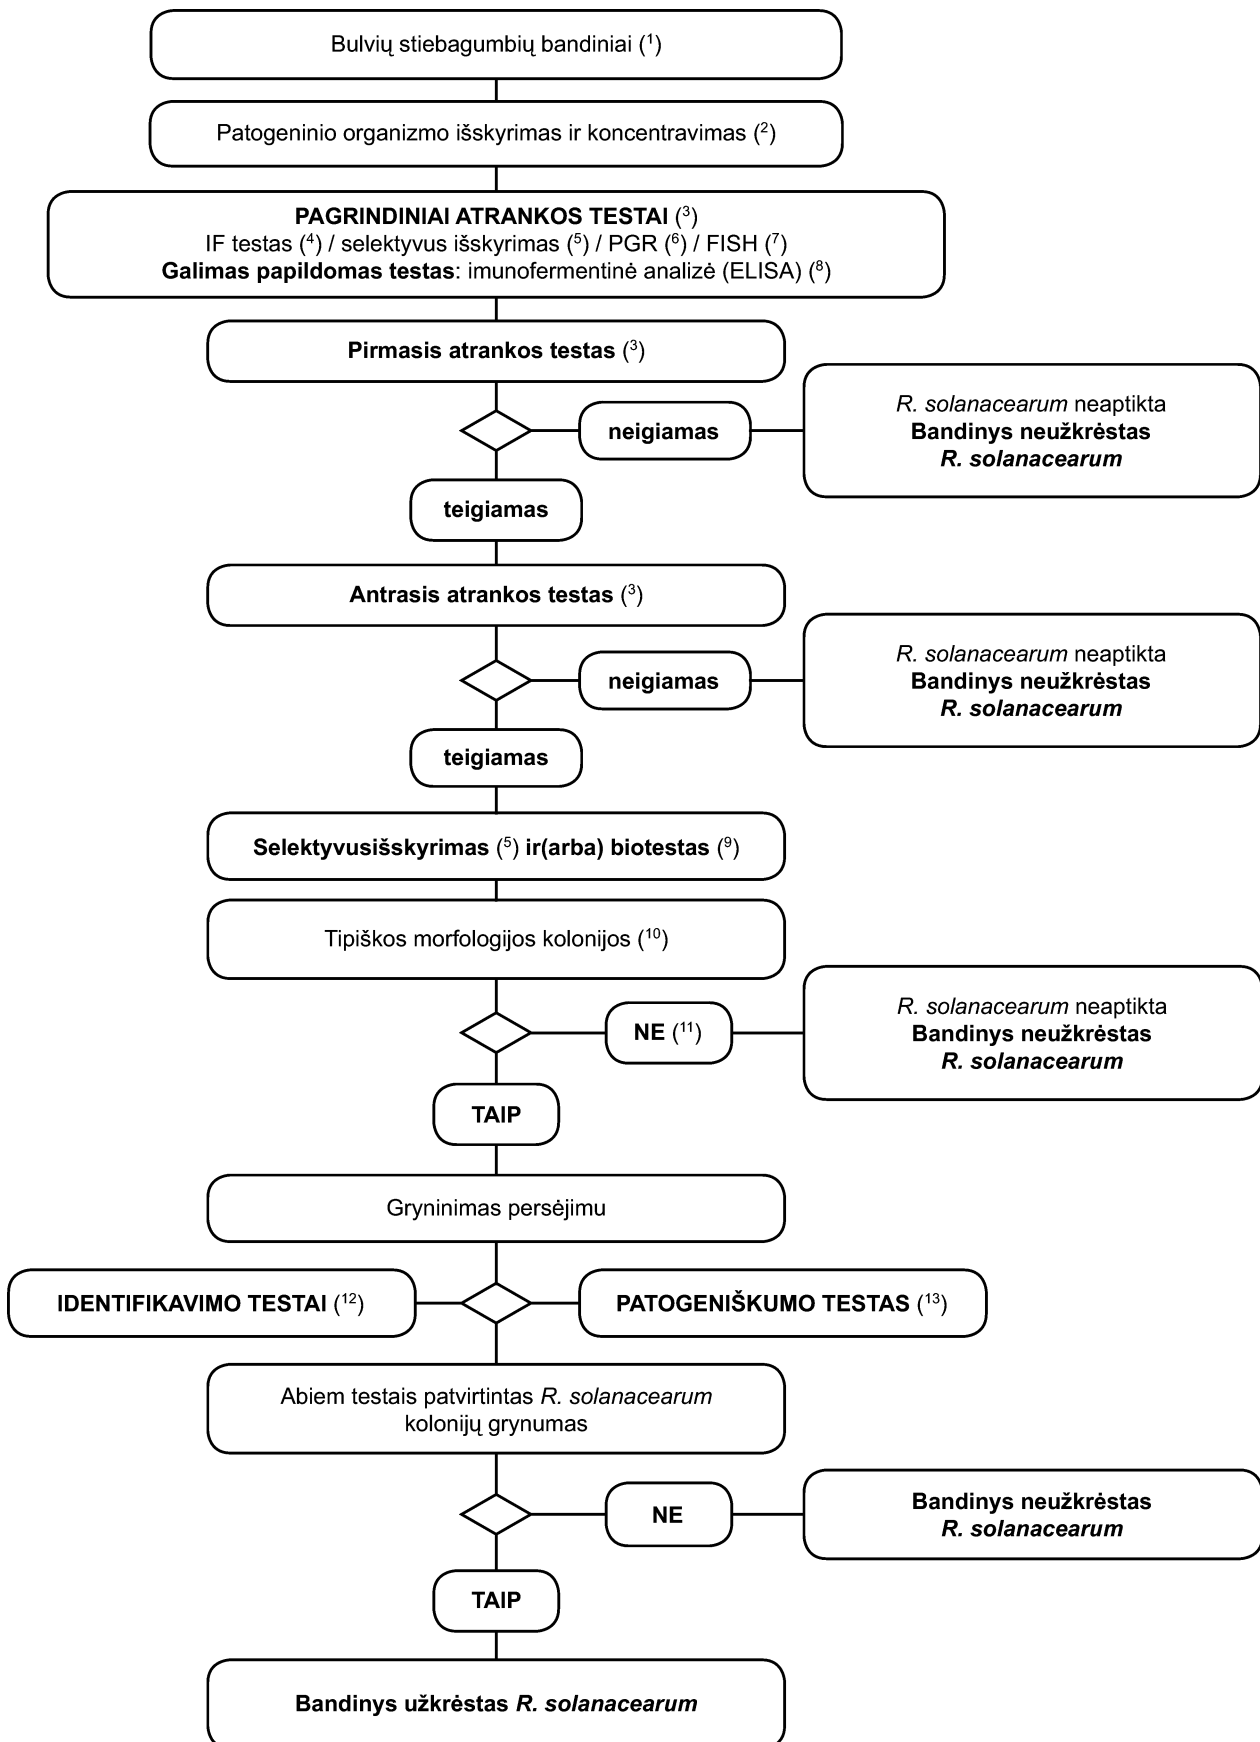 Bulvių stiebagumbių bandiniai (1)
Patogeninio organizmo išskyrimas ir koncentravimas (2)
PAGRINDINIAI ATRANKOS TESTAI (3)
IF testas (4) / selektyvus išskyrimas (5) / PGR (6) / FISH (7)
Galimas papildomas testas: imunofermentinė analizė (ELISA) (8)
Pirmasis atrankos testas (3)
neigiamas
R. solanacearum neaptikta
Bandinys neužkrėstas
R. solanacearum
teigiamas
Antrasis atrankos testas (3)
neigiamas
R. solanacearum neaptikta
Bandinys neužkrėstas
R. solanacearum
teigiamas
Selektyvusišskyrimas (5) ir(arba) biotestas (9)
Tipiškos morfologijos kolonijos (10)
NE (11)
R. solanacearum neaptikta
Bandinys neužkrėstas
R. solanacearum
TAIP
Gryninimas persėjimu
IDENTIFIKAVIMO TESTAI (12)
PATOGENIŠKUMO TESTAS (13)
Abiem testais patvirtintas R. solanacearum
kolonijų grynumas
NE
Bandinys neužkrėstas
R. solanacearum
TAIP
Bandinys užkrėstas R. solanacearum